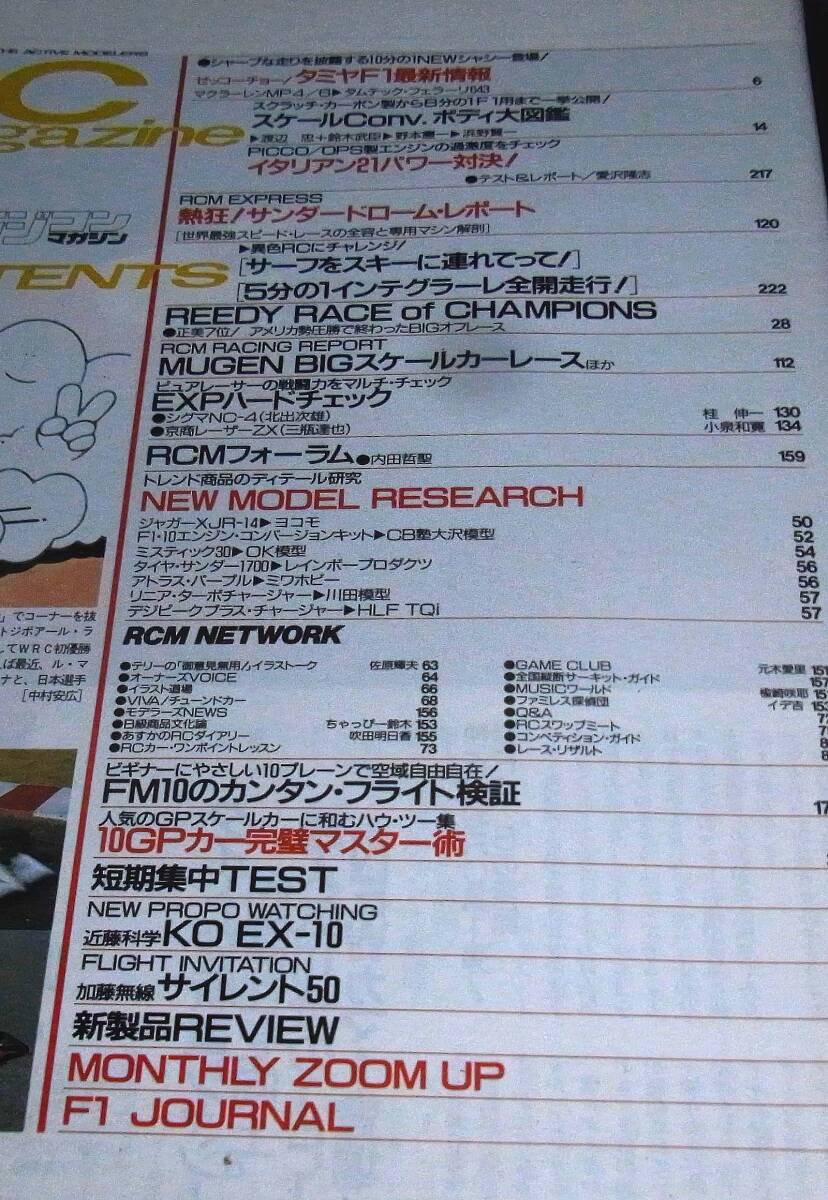 THE ACTIVE MODELERS
C
agazine
ラジコン
マガジン
TENTS
●シャープな走りを披露する10分の1NEWシャシー登場!
ゼッコーチョー!タミヤF1最新情報
マクラーレンMP4/6▶タムテック・フェラーリ643 6
スクラッチ・カーボン製から8分の1F1用まで一挙公開!
スケールConv.ボディ大図鑑
▶渡辺 忠+鈴木武臣▶野本憲一▶浜野賢一 14
PICCO/OPS製エンジンの過激度をチェック
イタリアン21パワー対決!
●テスト&レポート/愛沢隆志 217
RCM EXPRESS
熱狂!サンダードローム・レポート
[世界最強スピード・レースの全容と専用マシン解剖] 120
▶異色RCにチャレンジ!
[サーフをスキーに連れてって!]
[5分の1インテグラーレ全開走行!] 222
REEDY RACE of CHAMPIONS
●正美7位! アメリカ勢圧勝で終わったBIGオフレース 28
RCM RACING REPORT
MUGEN BIGスケールカーレースほか 112
ピュアレーサーの戦闘力をマルチ・チェック
EXPハードチェック
●シグマNC-4(北出次雄) 桂 伸一 130
●京商レーザーZX(三瓶達也) 小泉和寛 134
RCMフォーラム●内田哲聖 159
トレンド商品のディテール研究
NEW MODEL RESEARCH
ジャガーXJR-14▶ヨコモ 50
F1・10エンジン・コンバージョンキット▶CB塾大沢模型 52
ミスティック30▶OK模型 54
タイヤ・サンダー1700▶レインボープロダクツ 56
アトラス・パープル▶ミワホビー 56
リニア・ターボチャージャー▶川田模型 57
デジピークプラス・チャージャー▶HLF TQi 57
」でコーナーを抜
トジボアール・ラ
してWRC初優勝
ば最近、ル・マ
ナと、日本選手
[中村安広]
RCM NETWORK
●テリーの「御意見無用!」イラストーク 佐原輝夫 63
●オーナーズVOICE 64
●イラスト道場 66
●VIVA!チューンドカー 68
●モデラーズNEWS 156
●B級商品文化論 ちゃっぴー鈴木 153
●あすかのRCダイアリー 吹田明日香 155
●RCカー・ワンポイントレッスン 73
●GAME CLUB 元木愛里 151
●全国縦断サーキット・ガイド 157
●MUSICワールド 楡崎咲耶 151
●ファミレス探偵団 イデ吉 153
●Q&A 7
●RCスワップミート 7
●コンペティション・ガイド 8
●レース・リザルト 8
ビギナーにやさしい10プレーンで空域自由自在!
FM10のカンタン・フライト検証 17
人気のGPスケールカーに和むハウ・ツー集
10GPカー完璧マスター術
短期集中TEST
NEW PROPO WATCHING
近藤科学KO EX-10
FLIGHT INVITATION
加藤無線サイレント50
新製品REVIEW
MONTHLY ZOOM UP
F1 JOURNAL